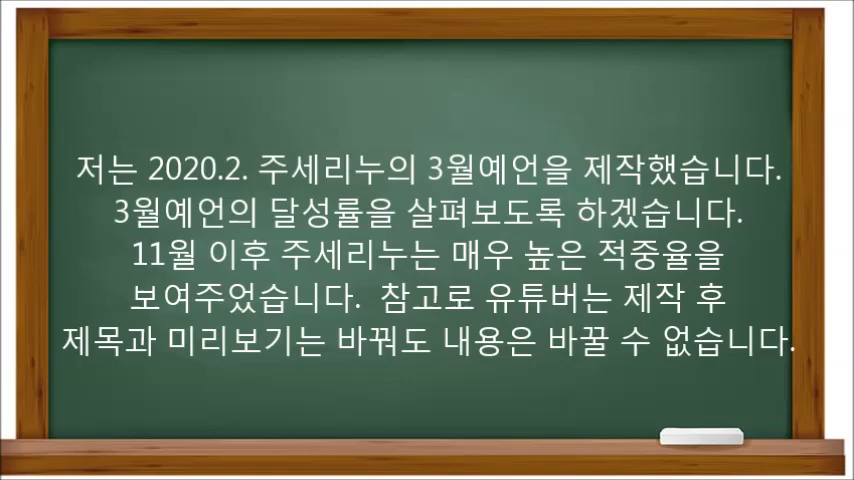 저는 2020.2. 주세리누의 3월예언을 제작했습니다.
3월예언의 달성률을 살펴보도록 하겠습니다.
11월 이후 주세리누는 매우 높은 적중율을
보여주었습니다. 참고로 유튜버는 제작 후
제목과 미리보기는 바꿔도 내용은 바꿀 수 없습니다.